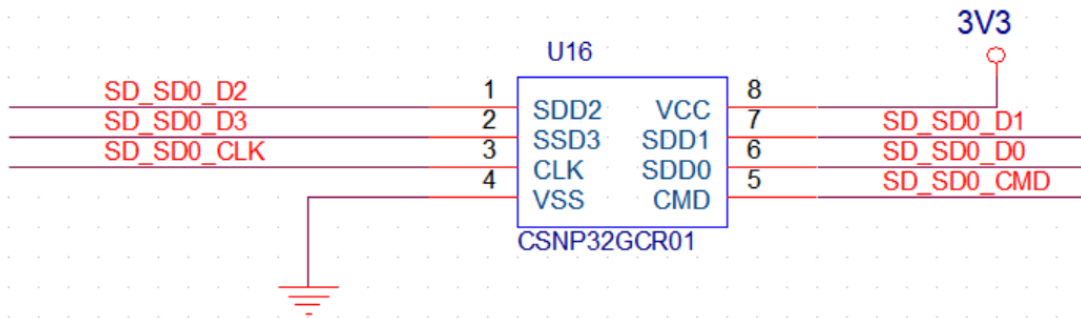 3V3
U16
SD_SD0_D2 1 SDD2 VCC 8
SD_SD0_D3 2 SSD3 SDD1 7 SD_SD0_D1
SD_SD0_CLK 3 CLK SDD0 6 SD_SD0_D0
4 VSS CMD 5 SD_SD0_CMD
CSNP32GCR01